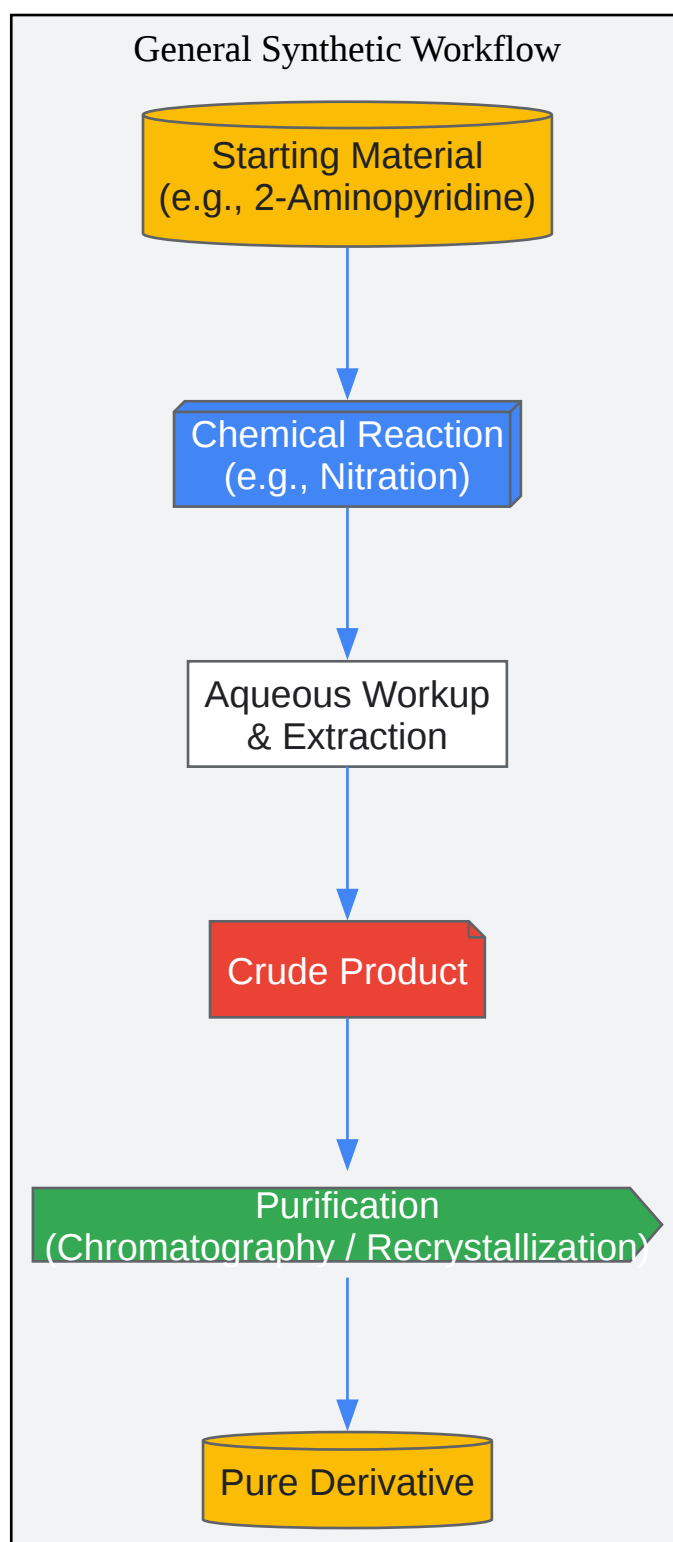 General Synthetic Workflow
Starting Material
(e.g., 2-Aminopyridine)
Chemical Reaction
(e.g., Nitration)
Aqueous Workup
& Extraction
Crude Product
Purification
(Chromatography / Recrystallization)
Pure Derivative